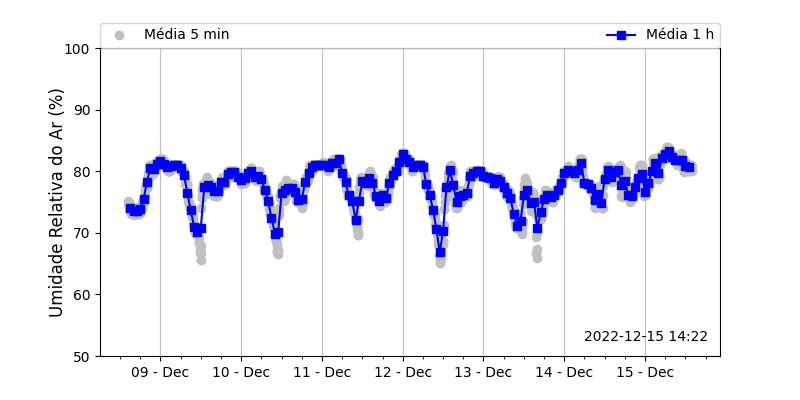 Média 5 min
Média 1 h
Umidade Relativa do Ar (%)
100
90
80
70
60
50
2022-12-15 14:22
09 - Dec
10 - Dec
11 - Dec
12 - Dec
13 - Dec
14 - Dec
15 - Dec